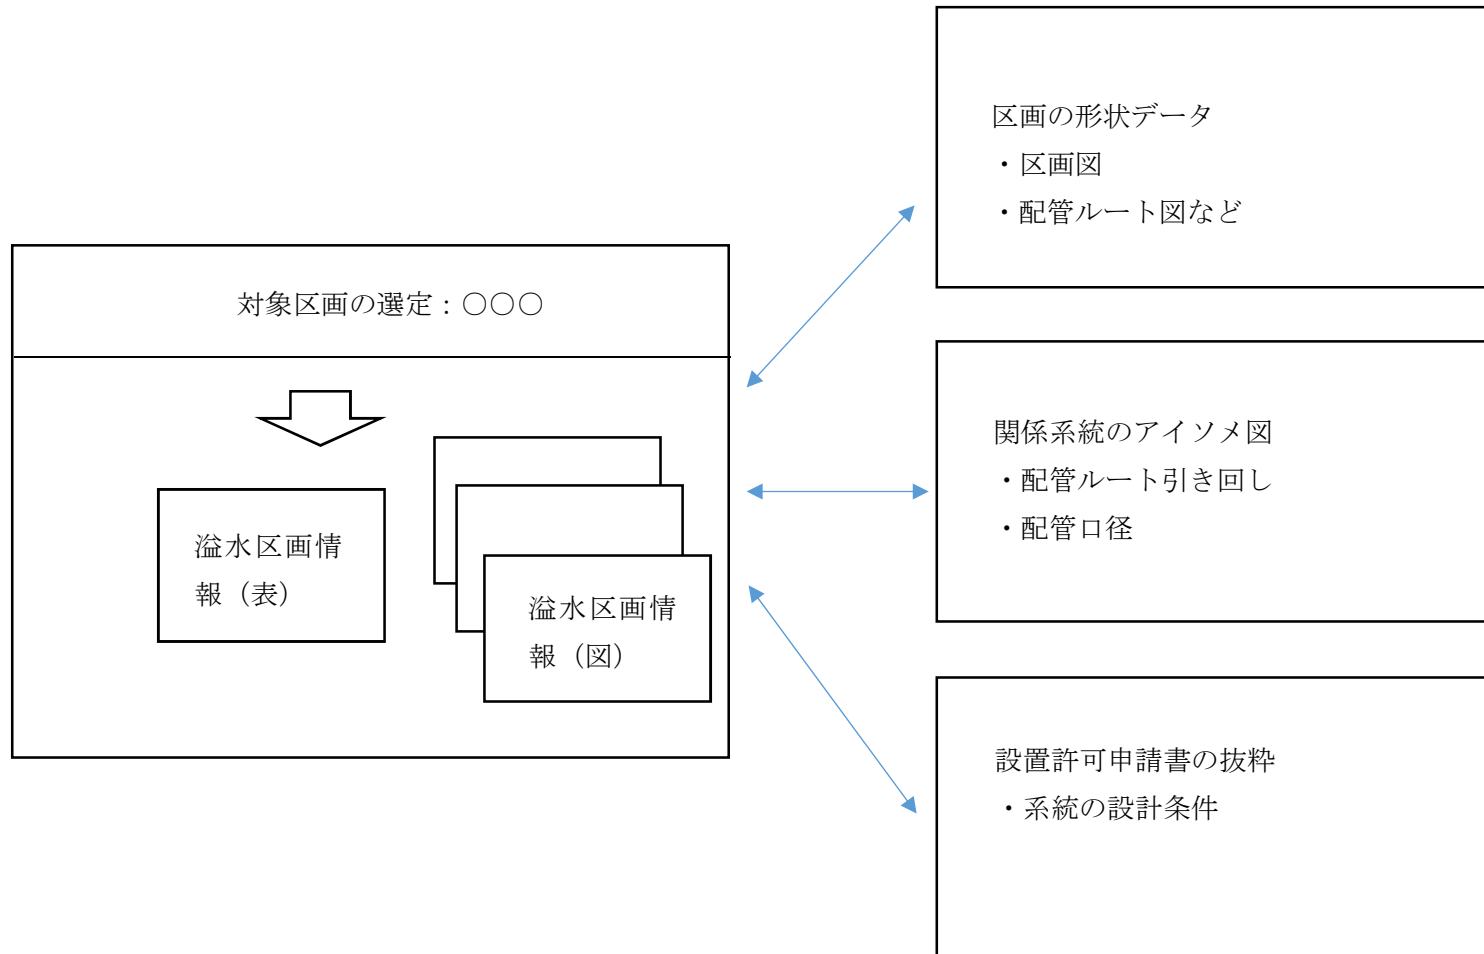 対象区画の選定：〇〇〇
溢水区画情
報（表）
溢水区画情
報（図）
区画の形状データ
・区画図
・配管ルート図など
関係系統のアイソメ図
・配管ルート引き回し
・配管口径
設置許可申請書の抜粋
・系統の設計条件